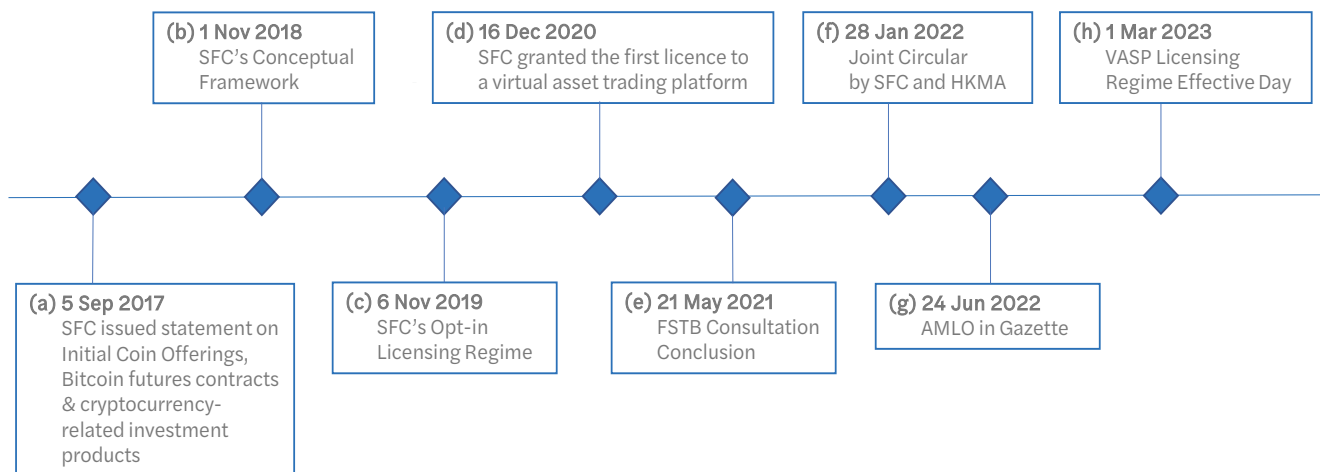 (a) 5 Sep 2017
SFC issued statement on
Initial Coin Offerings,
Bitcoin futures contracts
& cryptocurrency-
related investment
products
(b) 1 Nov 2018
SFC’s Conceptual
Framework
(c) 6 Nov 2019
SFC’s Opt-in
Licensing Regime
(d) 16 Dec 2020
SFC granted the first licence to
a virtual asset trading platform
(e) 21 May 2021
FSTB Consultation
Conclusion
(f) 28 Jan 2022
Joint Circular
by SFC and HKMA
(g) 24 Jun 2022
AMLO in Gazette
(h) 1 Mar 2023
VASP Licensing
Regime Effective Day